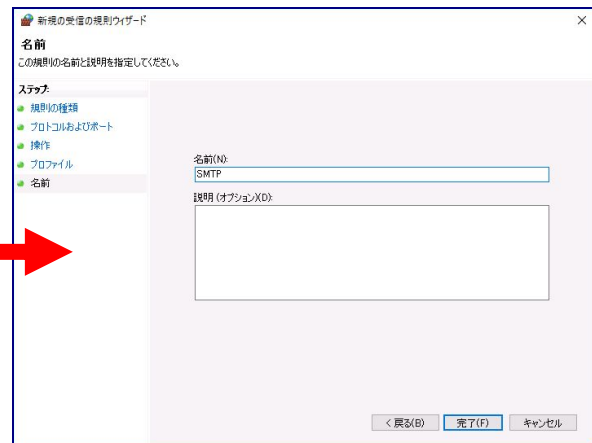 新規の受信の規則ウィザード
名前
この規則の名前と説明を指定してください。
ステップ:
規則の種類
プロトコルおよびポート
操作
プロファイル
名前
名前(N):
SMTP
説明 (オプション)(D):
< 戻る(B)
完了(F)
キャンセル